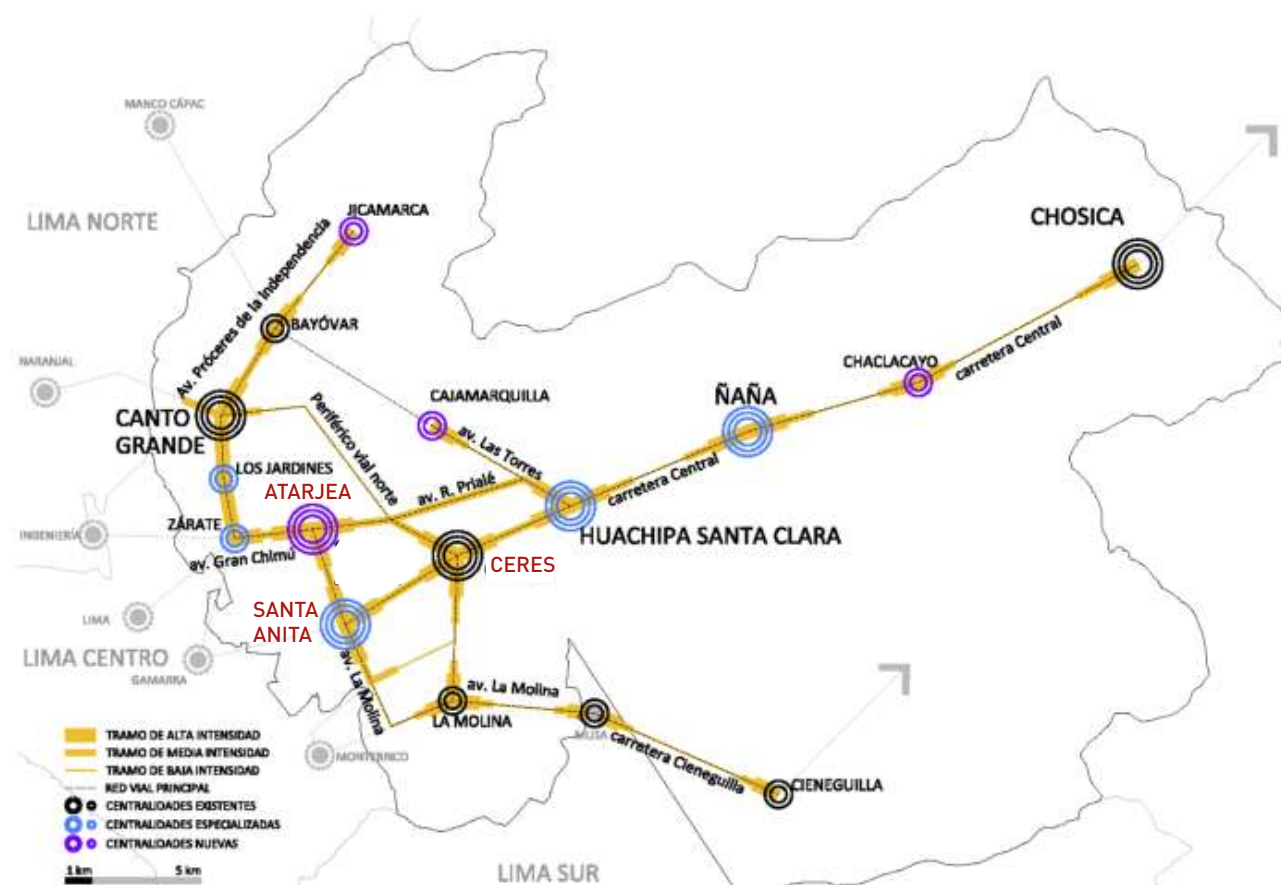 MANCO CÁPAC
LIMA NORTE
JICAMARCA
CHOSICA
Av. Próceres de la Independencia
BAYÓVAR
NARANJAL
CHACLACAYO
carretera Central
CAJAMARQUILLA
ÑAÑA
CANTO
GRANDE
Periférico vial norte
av. Las Torres
carretera Central
LOS JARDINES
ATARJEA
av. R. Prialé
ZÁRATE
INGENIERÍA
HUACHIPA SANTA CLARA
av. Gran Chimú
CERES
SANTA
ANITA
LIMA
LIMA CENTRO
GAMARRA
av. La Molina
av. La Molina
LA MOLINA
MUSA
carretera Cieneguilla
MONTERRICO
CIENEGUILLA
TRAMO DE ALTA INTENSIDAD
TRAMO DE MEDIA INTENSIDAD
TRAMO DE BAJA INTENSIDAD
RED VIAL PRINCIPAL
CENTRALIDADES EXISTENTES
CENTRALIDADES ESPECIALIZADAS
CENTRALIDADES NUEVAS
1 km 5 km
LIMA SUR